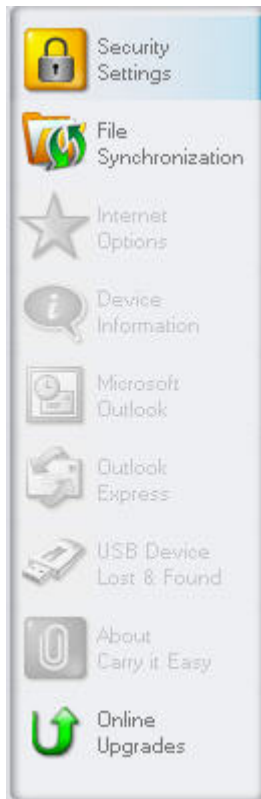 Security
Settings
File
Synchronization
Internet
Options
Device
Information
Microsoft
Outlook
Outlook
Express
USB Device
Lost & Found
About
Carry it Easy
Online
Upgrades